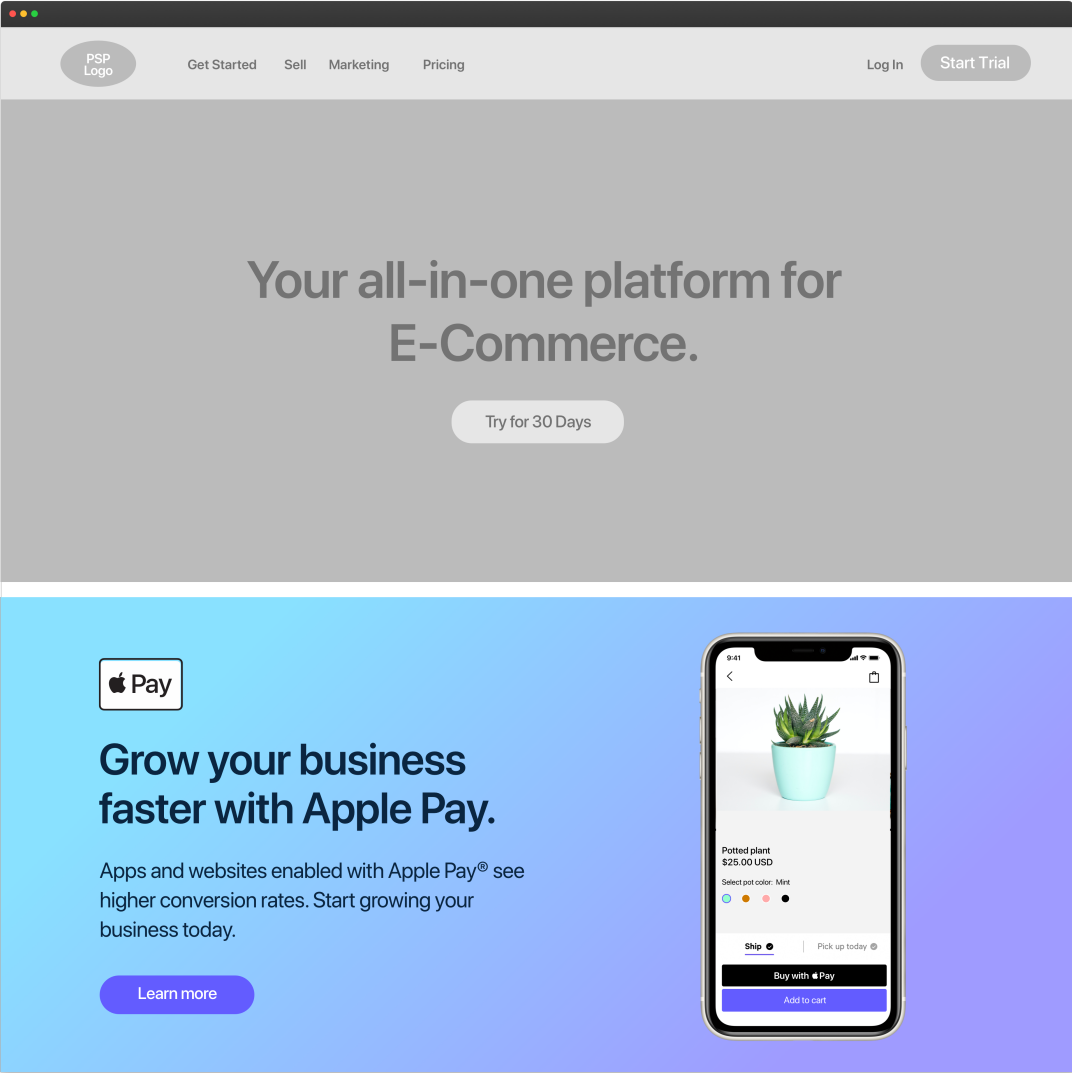 PSP
Logo
Get Started
Sell
Marketing
Pricing
Log In
Start Trial
Your all-in-one platform for
E-Commerce.
Try for 30 Days
Pay
Grow your business
faster with Apple Pay.
Apps and websites enabled with Apple Pay® see
higher conversion rates. Start growing your
business today.
Learn more
9:41
Potted plant
$25.00 USD
Select pot color: Mint
Ship
Pick up today
Buy with Pay
Add to cart